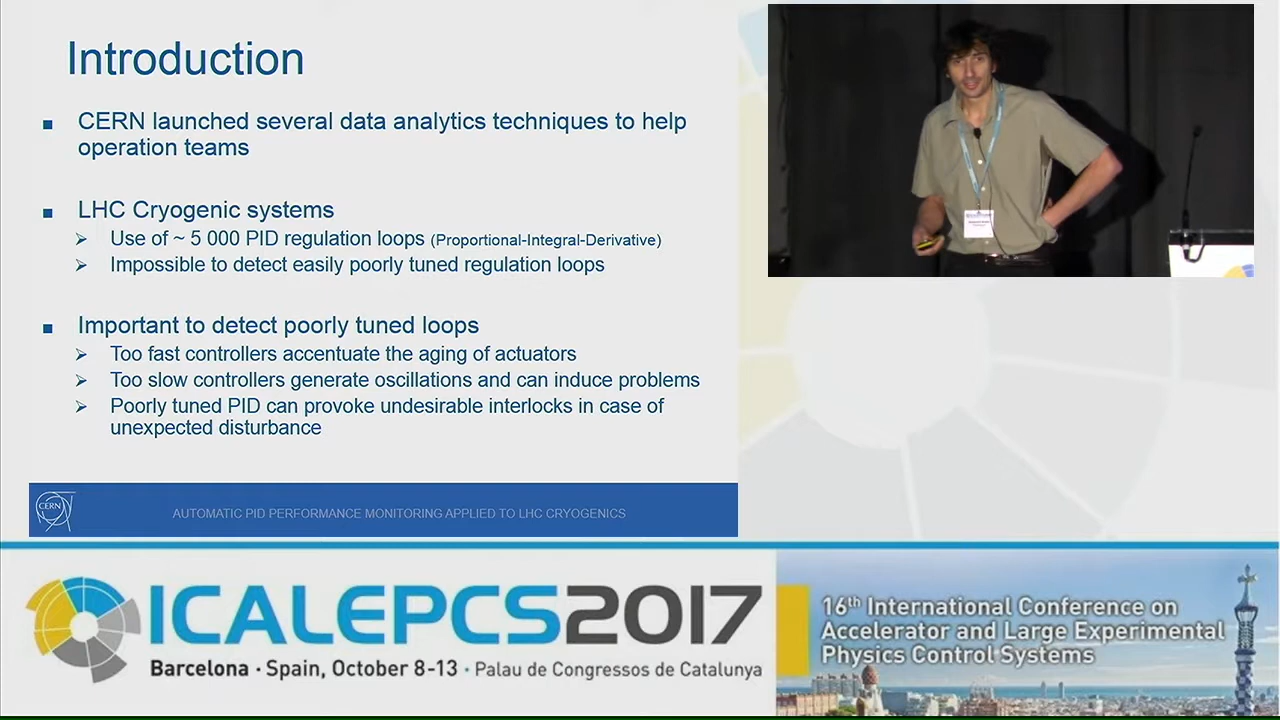 Introduction
CERN launched several data analytics techniques to help
operation teams
LHC Cryogenic systems
Use of ~ 5 000 PID regulation loops (Proportional-Integral-Derivative)
Impossible to detect easily poorly tuned regulation loops
Important to detect poorly tuned loops
Too fast controllers accentuate the aging of actuators
Too slow controllers generate oscillations and can induce problems
Poorly tuned PID can provoke undesirable interlocks in case of
unexpected disturbance
CERN
AUTOMATIC PID PERFORMANCE MONITORING APPLIED TO LHC CRYOGENICS
ICALEPCS2017
Barcelona · Spain, October 8-13 · Palau de Congressos de Catalunya
16th International Conference on
Accelerator and Large Experimental
Physics Control Systems